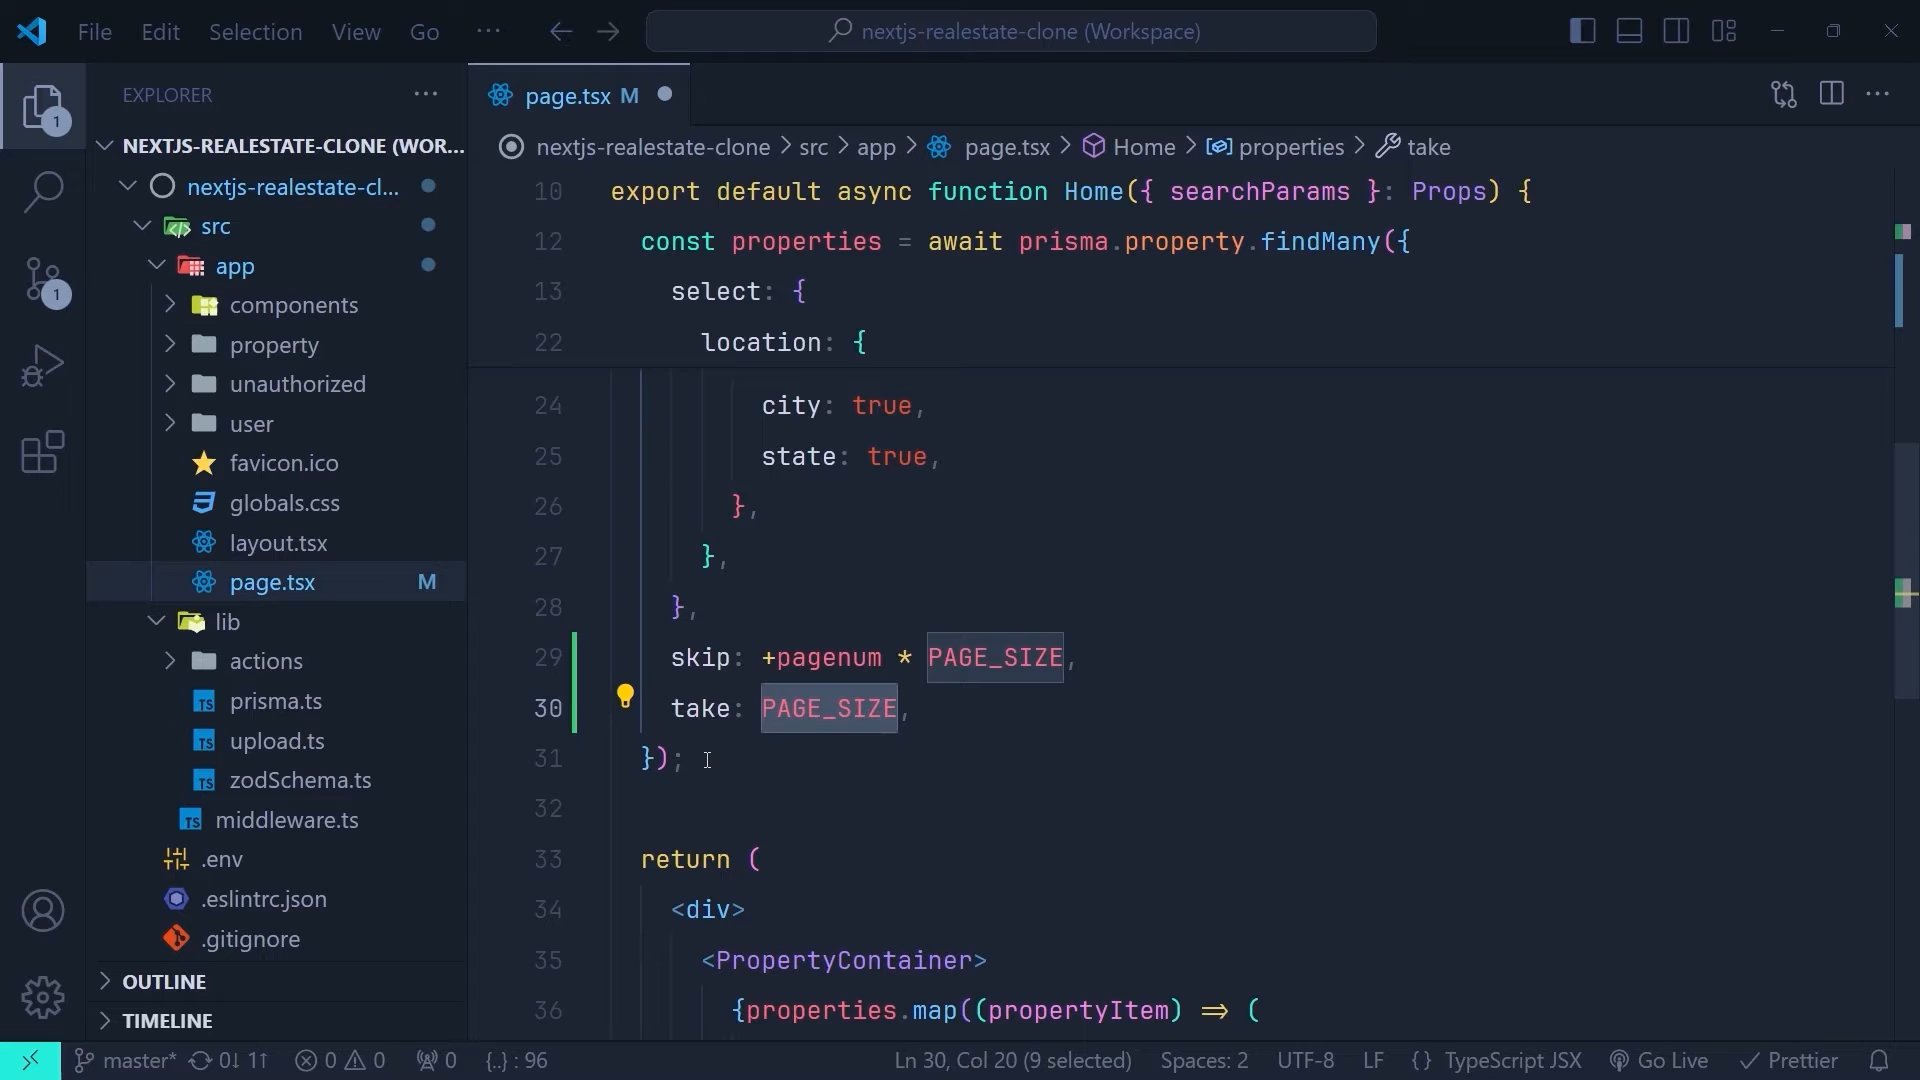 File Edit Selection View Go ··· nextjs-realestate-clone (Workspace)
EXPLORER ···
NEXTJS-REALESTATE-CLONE (WOR...
nextjs-realestate-cl...
src
app
components
property
unauthorized
user
favicon.ico
globals.css
layout.tsx
page.tsx M
lib
actions
prisma.ts
upload.ts
zodSchema.ts
middleware.ts
.env
.eslintrc.json
.gitignore
OUTLINE
TIMELINE
1
1
page.tsx M
nextjs-realestate-clone > src > app > page.tsx > Home > properties > take
10 export default async function Home({ searchParams }: Props) {
12 const properties = await prisma.property.findMany({
13 select: {
22 location: {
24 city: true,
25 state: true,
26 },
27 },
28 },
29 skip: +pagenum * PAGE_SIZE,
30 take: PAGE_SIZE,
31 });
32
33 return (
34 <div>
35 <PropertyContainer>
36 {properties.map((propertyItem) ⇒ (
master* 0↓ 1↑ 0 0 0 {..} : 96 Ln 30, Col 20 (9 selected) Spaces: 2 UTF-8 LF {} TypeScript JSX Go Live Prettier